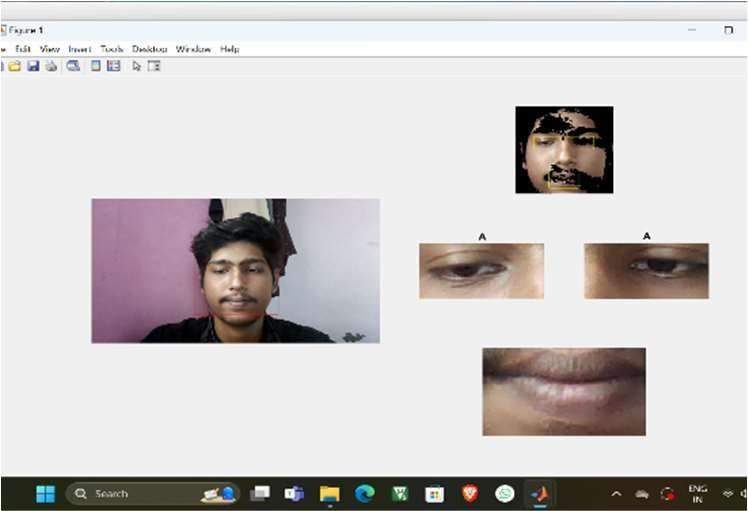 Figure 1
Edit View Insert Tools Desktop Window Help
A A
Search
ENG
IN